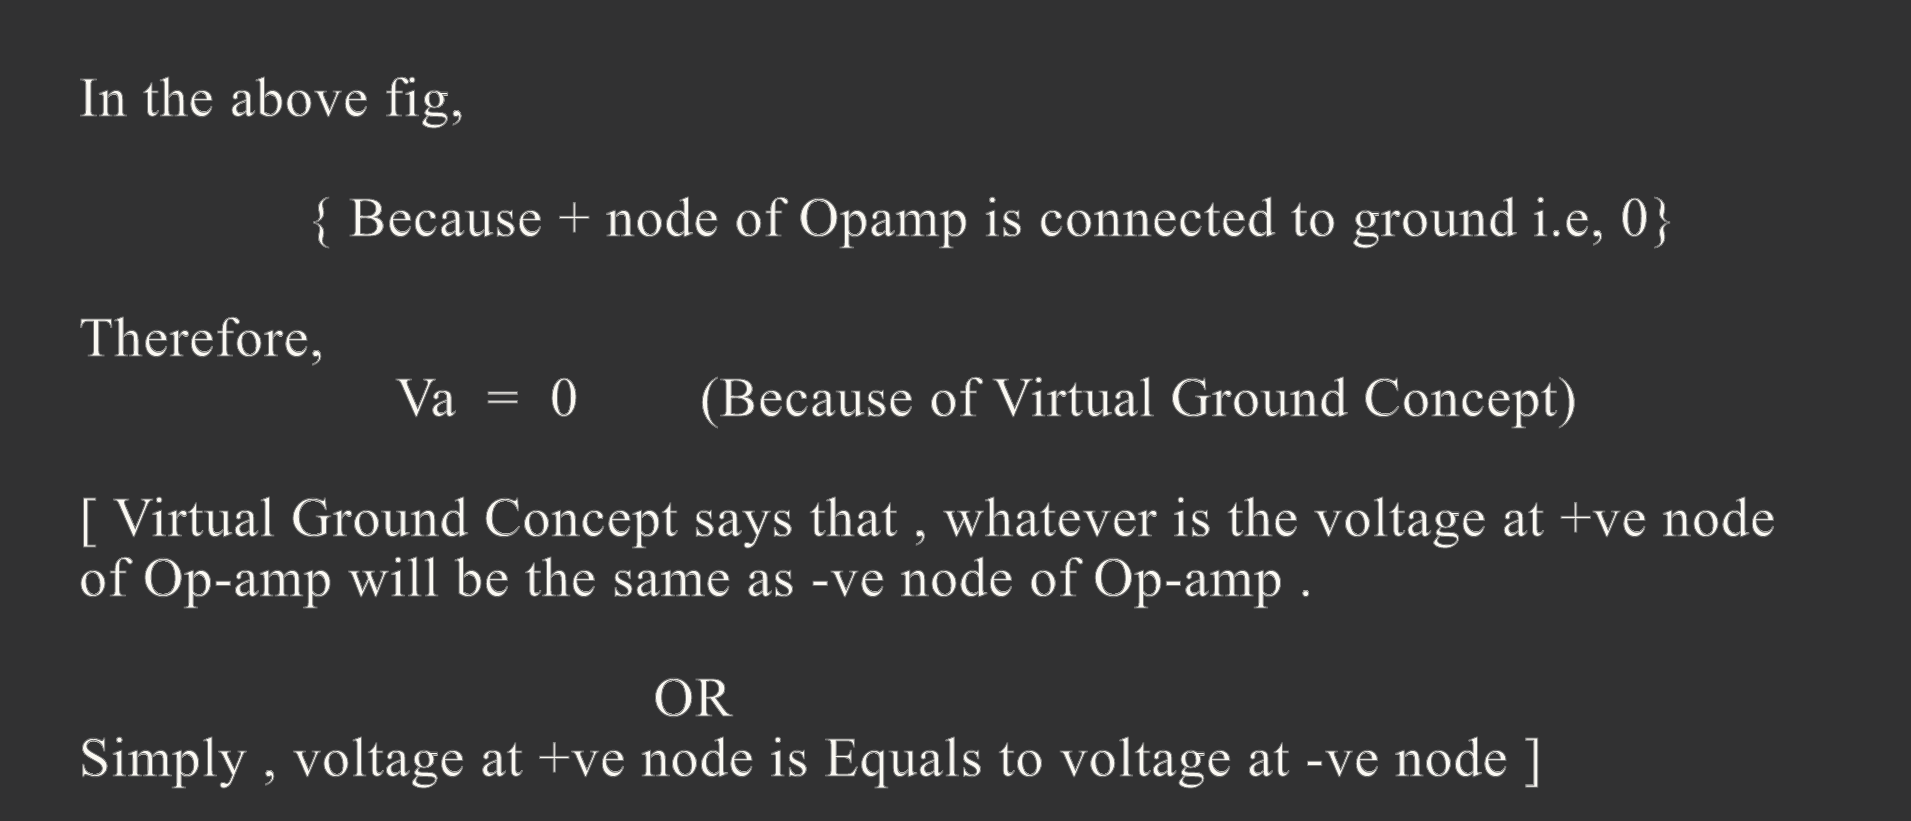 In the above fig,
{ Because + node of Opamp is connected to ground i.e, 0}
Therefore,
Va = 0 (Because of Virtual Ground Concept)
[ Virtual Ground Concept says that , whatever is the voltage at +ve node
of Op-amp will be the same as -ve node of Op-amp .
OR
Simply , voltage at +ve node is Equals to voltage at -ve node ]